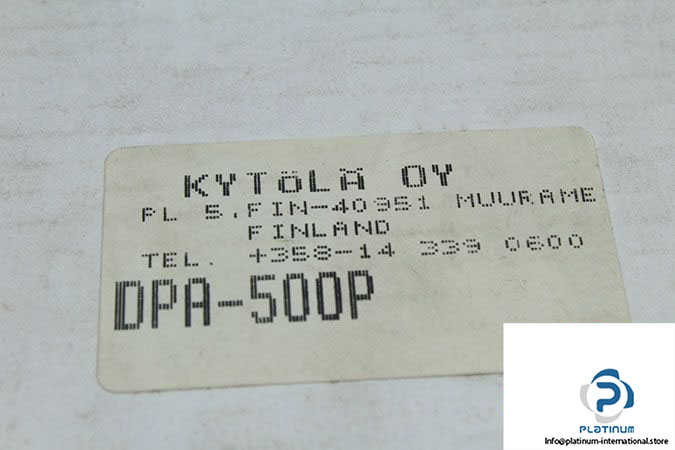 KYTÖLÄ OY
PL 5, FIN-40951 MUURAME
FINLAND
TEL. +358-14 339 0600
DPA-500P
PLATINUM
Info@platinum-international.store